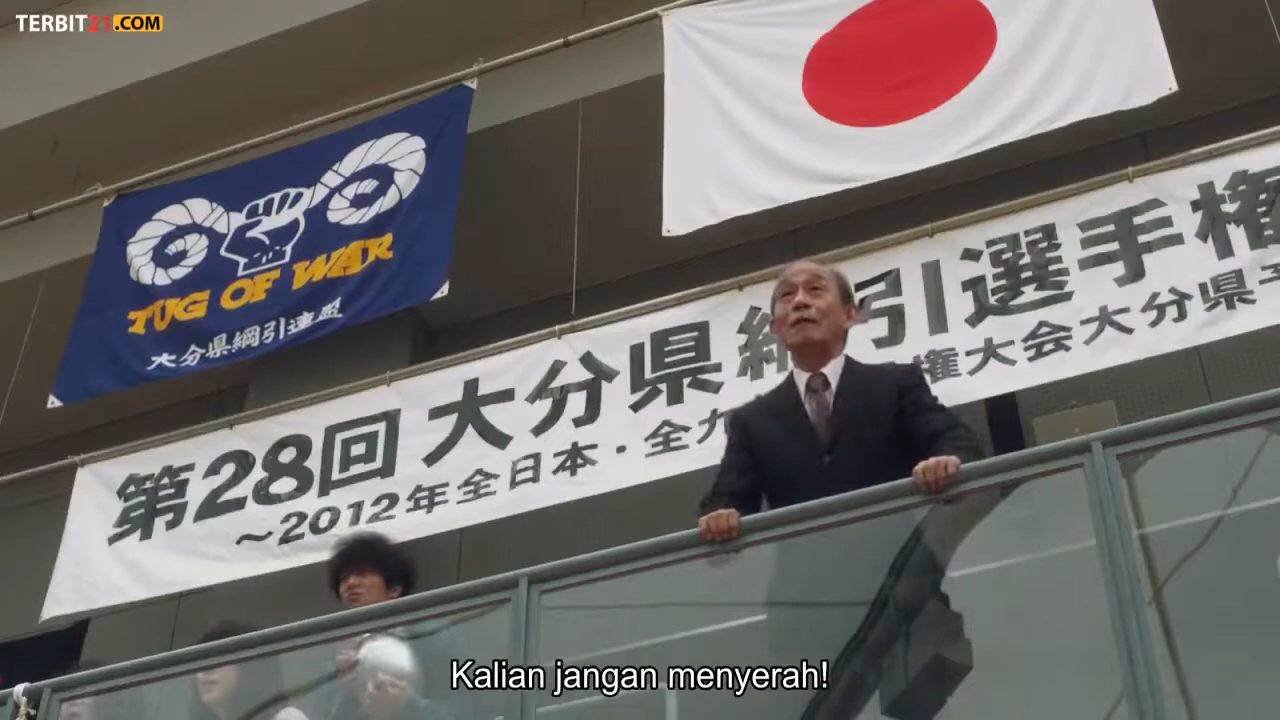 TERBIT21.COM
TUG OF WAR
大分県綱引連盟
第28回 大分県綱引選手権
～2012年全日本・全九 権大会大分県予
Kalian jangan menyerah!